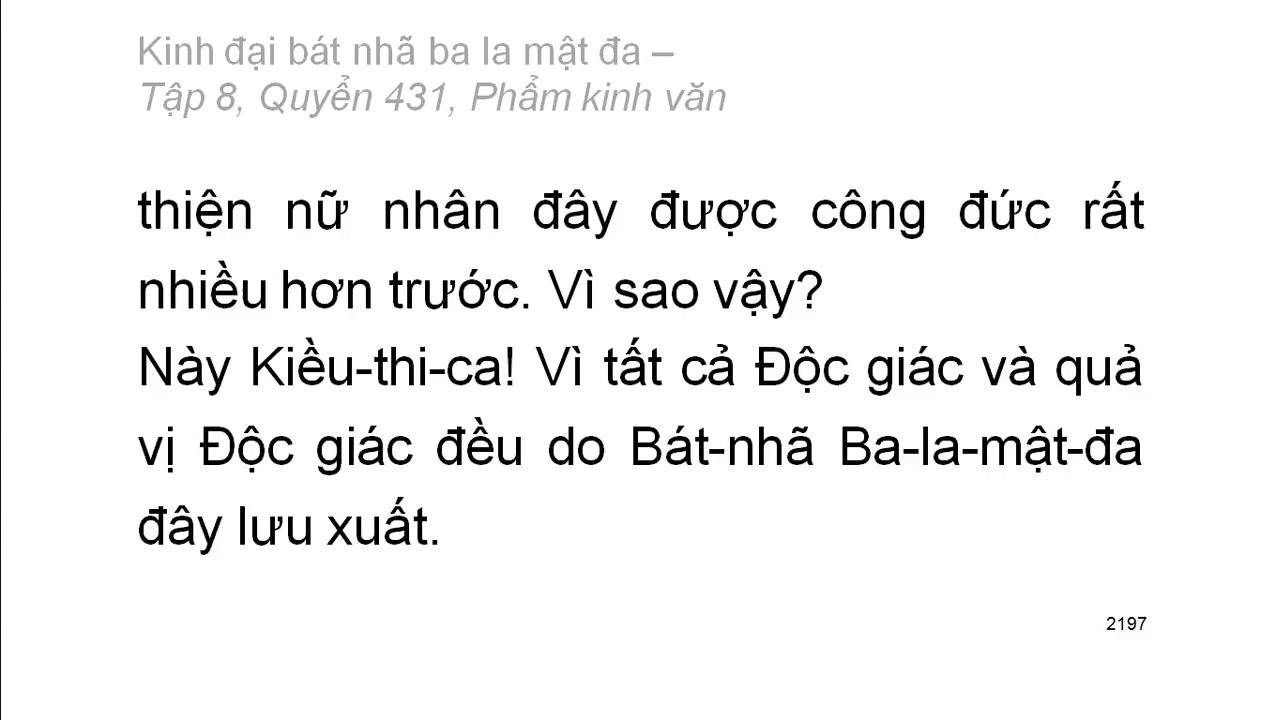 Kinh đại bát nhã ba la mật đa –
Tập 8, Quyển 431, Phẩm kinh văn
thiện nữ nhân đây được công đức rất
nhiều hơn trước. Vì sao vậy?
Này Kiều-thi-ca! Vì tất cả Độc giác và quả
vị Độc giác đều do Bát-nhã Ba-la-mật-đa
đây lưu xuất.
2197